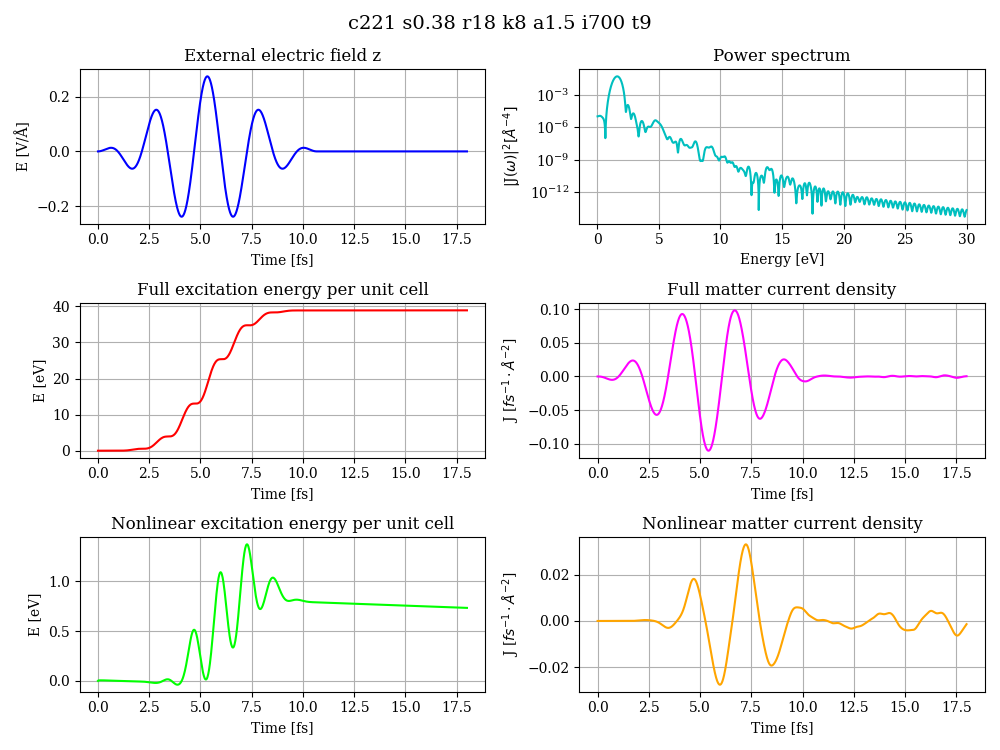 c221 s0.38 r18 k8 a1.5 i700 t9
External electric field z
E [V/Å]
0.2
0.0
−0.2
0.0 2.5 5.0 7.5 10.0 12.5 15.0 17.5
Time [fs]
Power spectrum
|J(ω)|²[Å⁻⁴]
10⁻³
10⁻⁶
10⁻⁹
10⁻¹²
0 5 10 15 20 25 30
Energy [eV]
Full excitation energy per unit cell
E [eV]
40
30
20
10
0
0.0 2.5 5.0 7.5 10.0 12.5 15.0 17.5
Time [fs]
Full matter current density
J [fs⁻¹ · Å⁻²]
0.10
0.05
0.00
−0.05
−0.10
0.0 2.5 5.0 7.5 10.0 12.5 15.0 17.5
Time [fs]
Nonlinear excitation energy per unit cell
E [eV]
1.0
0.5
0.0
0.0 2.5 5.0 7.5 10.0 12.5 15.0 17.5
Time [fs]
Nonlinear matter current density
J [fs⁻¹ · Å⁻²]
0.02
0.00
−0.02
0.0 2.5 5.0 7.5 10.0 12.5 15.0 17.5
Time [fs]